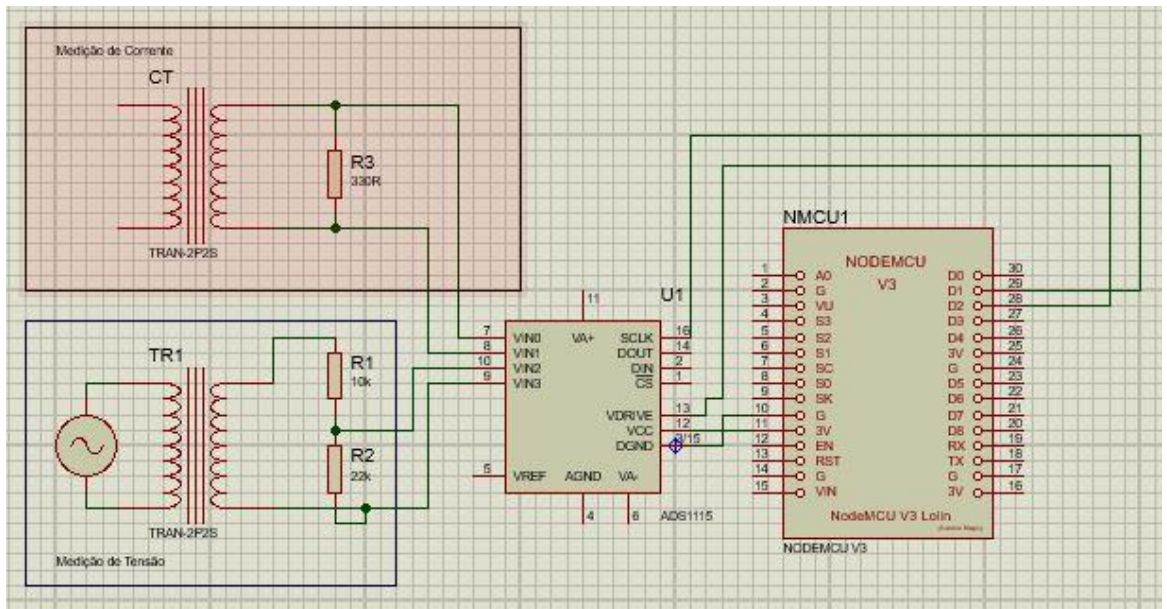 Medição de Corrente
CT
R3
330R
TRAN-2P2S
TR1
R1
10k
R2
22k
TRAN-2P2S
Medição de Tensão
U1
11
7 VIN0 VA+ SCLK 16
8 VIN1 DOUT 14
10 VIN2 DIN 2
9 VIN3 CS 1
VDRIVE 13
VCC 12
DGND 3/15
5 VREF AGND VA-
4 6 ADS1115
NMCU1
NODEMCU
V3
1 A0 D0 30
2 G D1 29
3 VU D2 28
4 S3 D3 27
5 S2 D4 26
6 S1 3V 25
7 SC G 24
8 S0 D5 23
9 SK D6 22
10 G D7 21
11 3V D8 20
12 EN RX 19
13 RST TX 18
14 G G 17
15 VIN 3V 16
NodeMCU V3 Lolin
NODEMCU V3